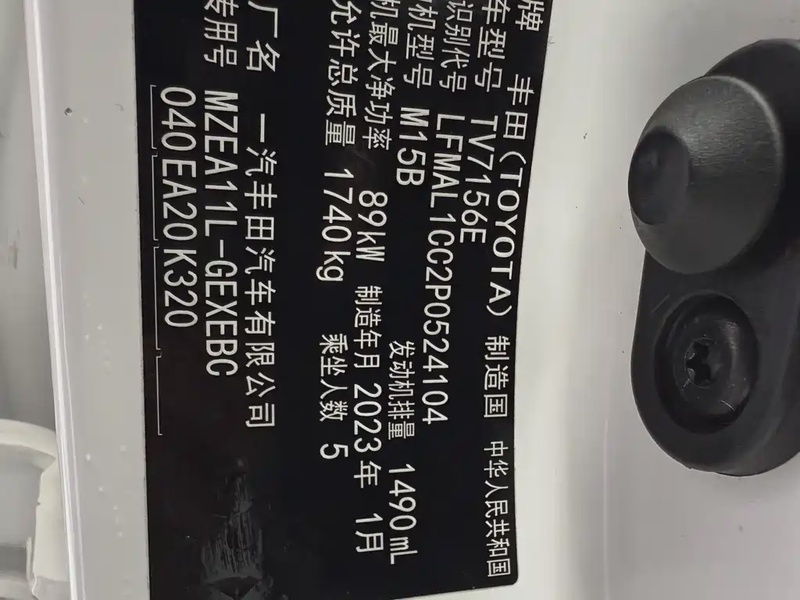 牌 丰田(TOYOTA) 制造国 中华人民共和国
车型号 TV7156E
识别代号 LFMAL1CC2P0524104
机型号 M15B 发动机排量 1490mL
机最大净功率 89kW 制造年月 2023年 1月
允许总质量 1740kg 乘坐人数 5
厂名 一汽丰田汽车有限公司
专用号 MZEA11L-GEXEBC
040EA20K320